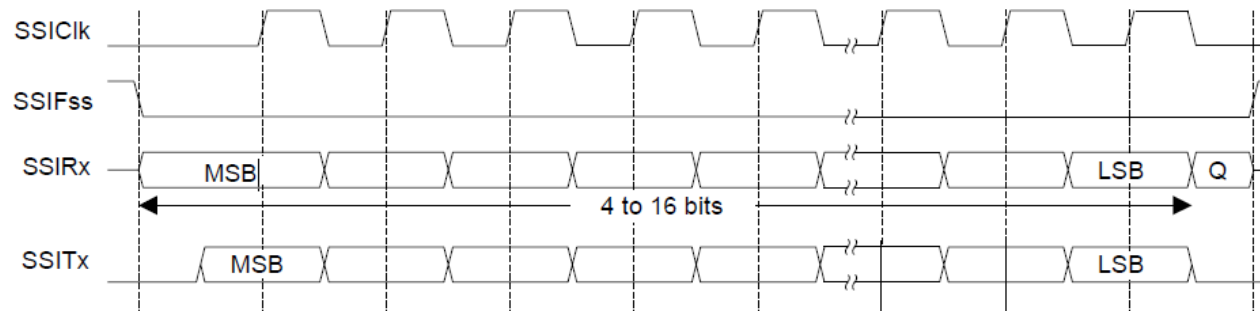 SSIClk
SSIFss
SSIRx MSB LSB Q
4 to 16 bits
SSITx MSB LSB